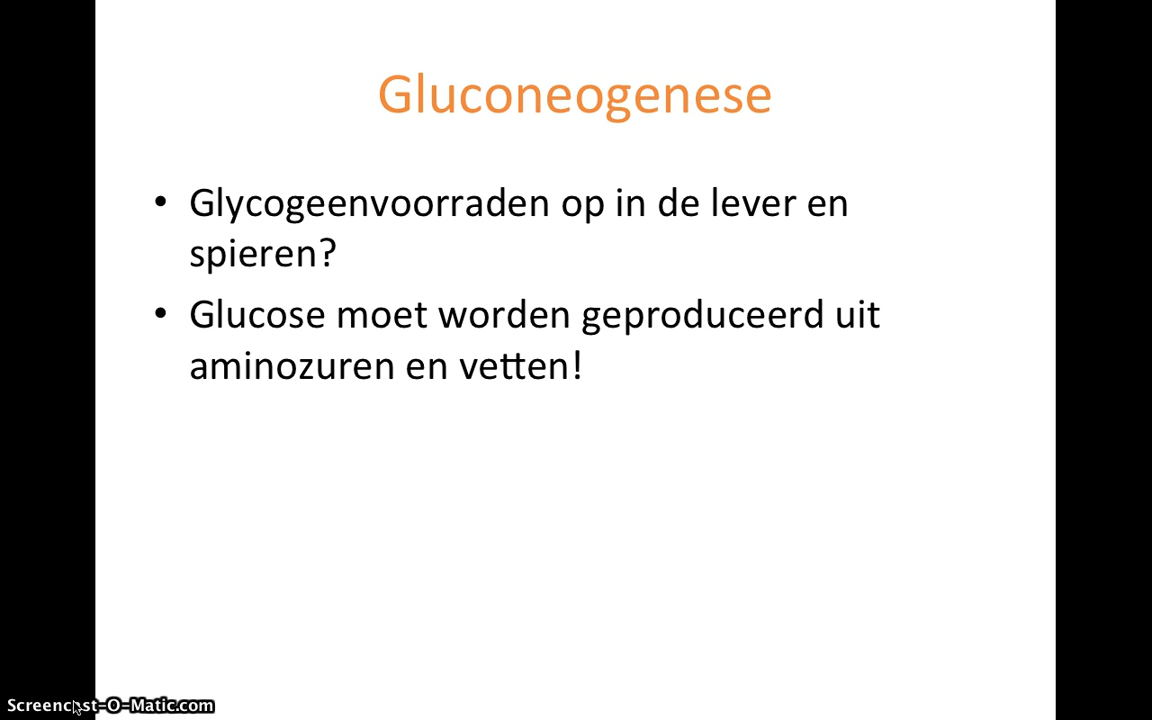 Gluconeogenese
• Glycogeenvoorraden op in de lever en
spieren?
• Glucose moet worden geproduceerd uit
aminozuren en vetten!
Screencast-O-Matic.com